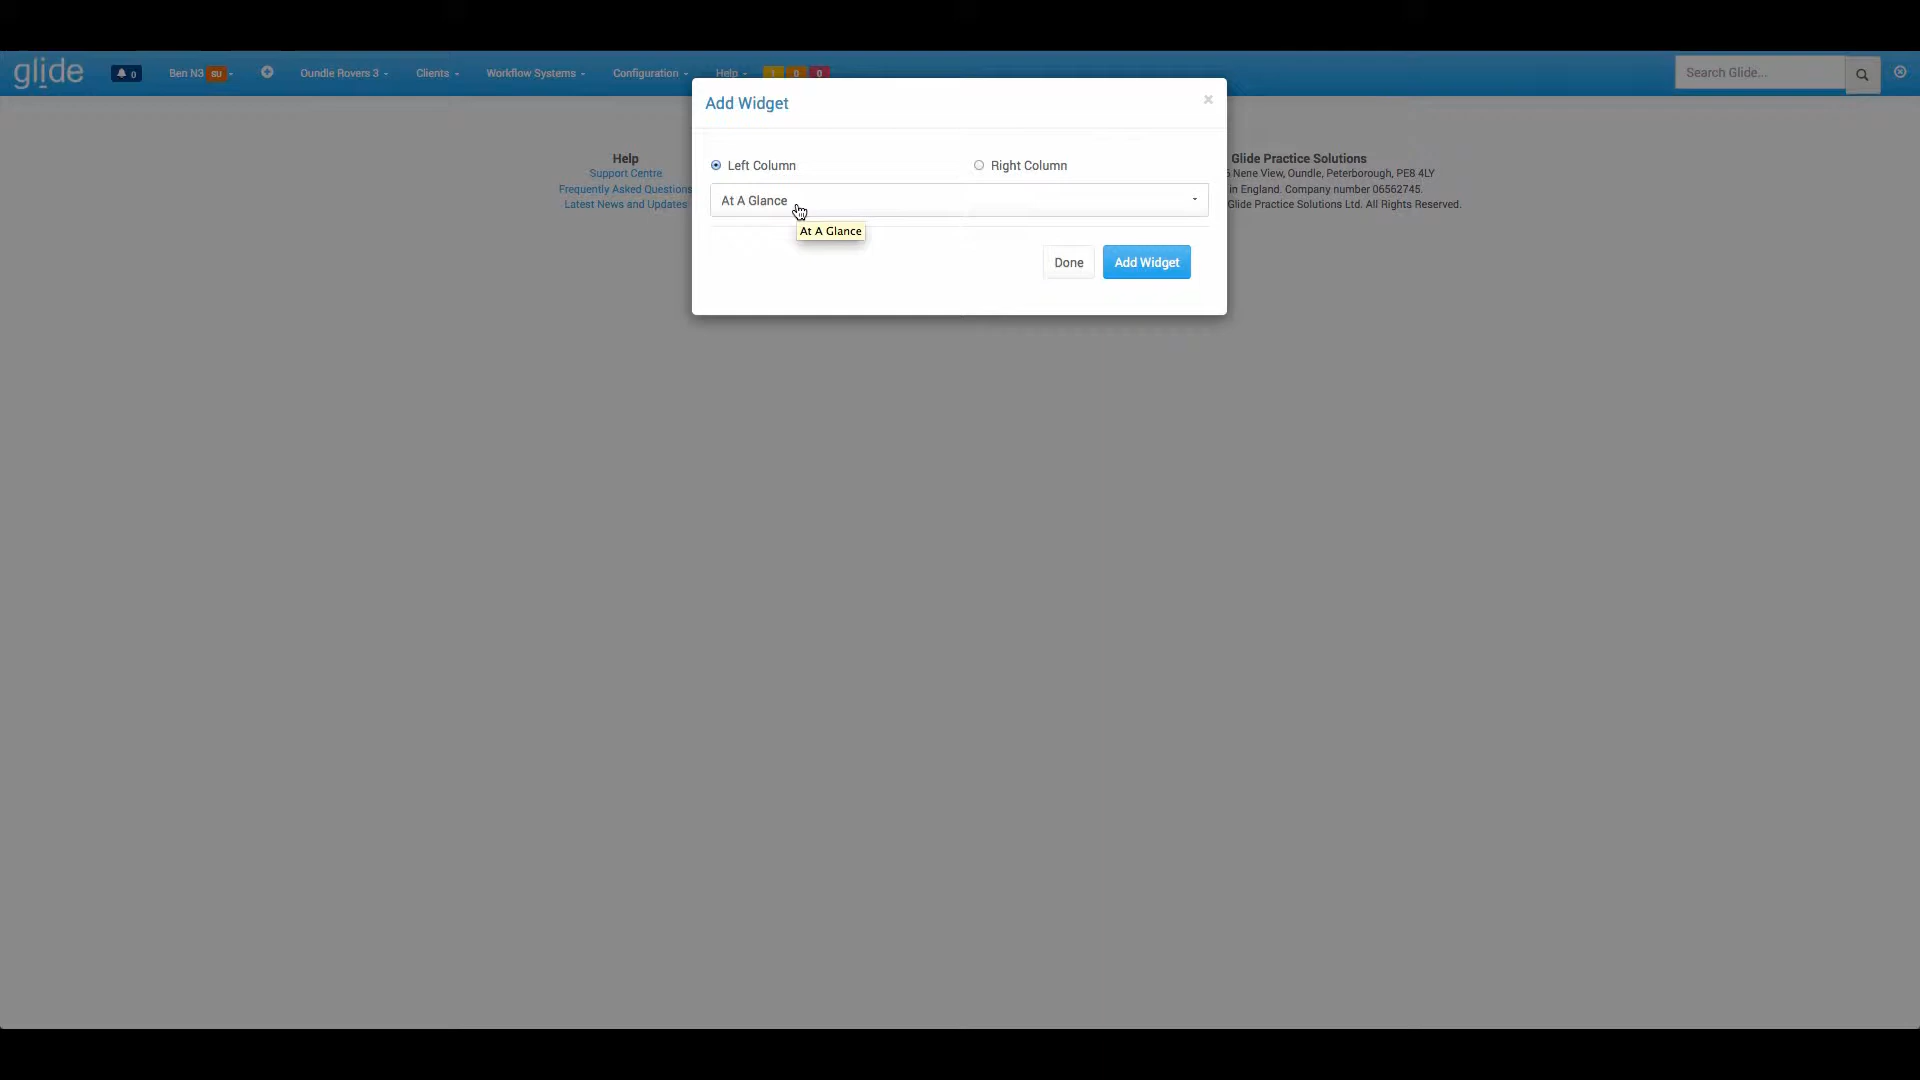 glide 0 Ben N3 SU Oundle Rovers 3 Clients Workflow Systems Configuration Help 1 0 0 Search Glide...
Add Widget
×
Left Column Right Column
At A Glance
At A Glance
Done Add Widget
Help
Support Centre
Frequently Asked Questions
Latest News and Updates
Glide Practice Solutions
Nene View, Oundle, Peterborough, PE8 4LY
in England. Company number 06562745.
Glide Practice Solutions Ltd. All Rights Reserved.